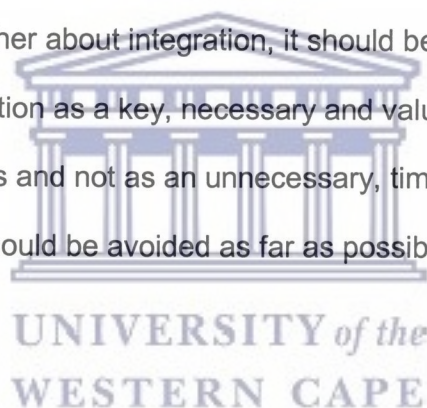 her about integration, it should be
tion as a key, necessary and valu
s and not as an unnecessary, tim
ould be avoided as far as possib
UNIVERSITY of the
WESTERN CAPE